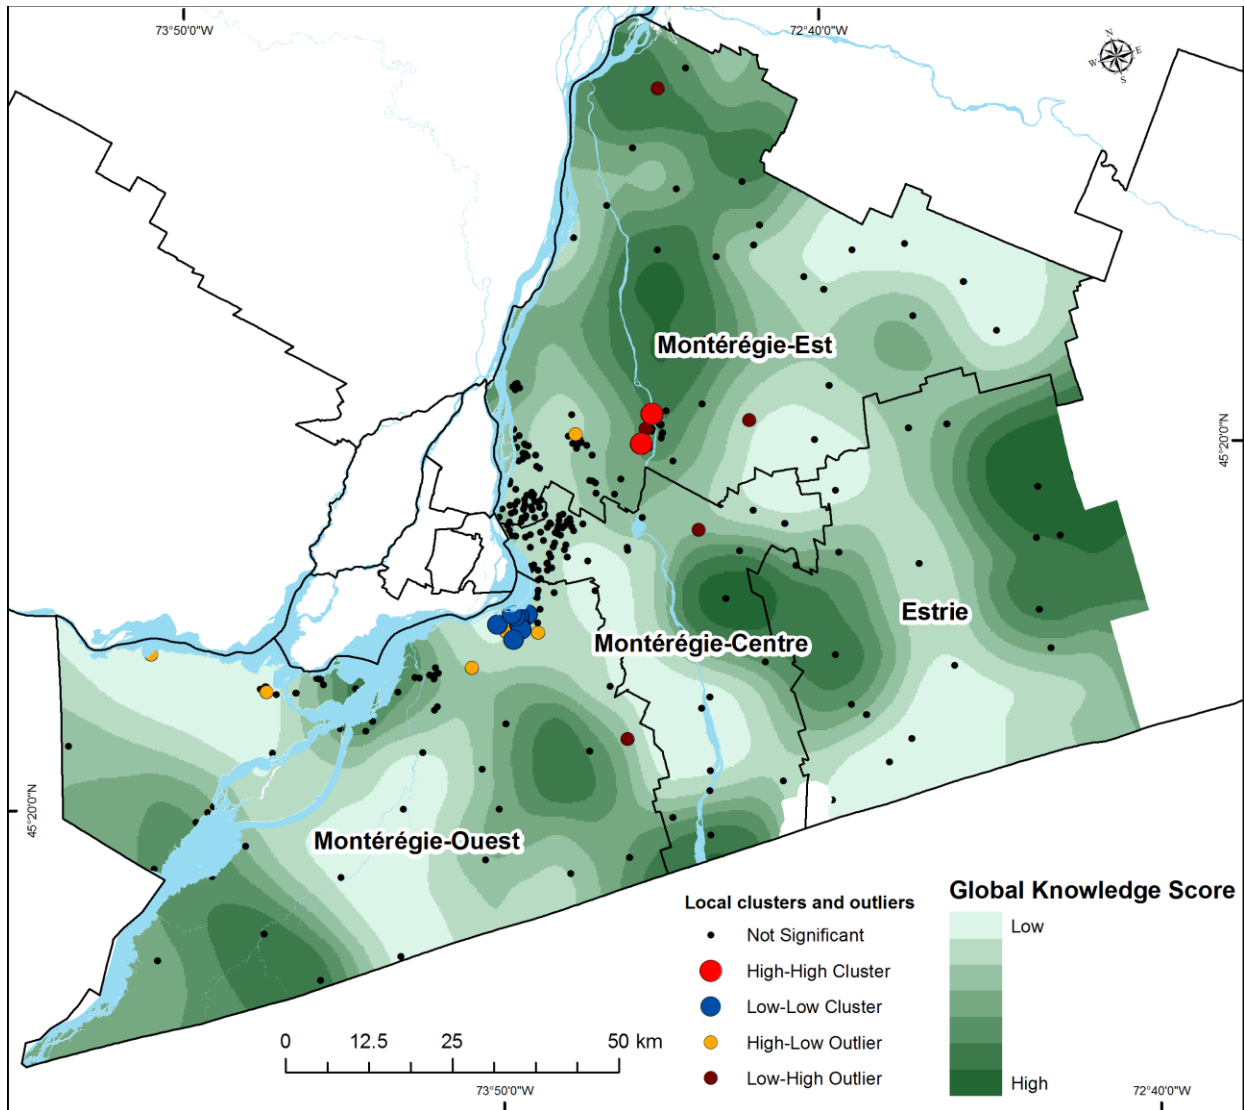 73°50'0"W
72°40'0"W
N
W
E
S
Montérégie-Est
45°20'0"N
Estrie
Montérégie-Centre
45°20'0"N
Montérégie-Ouest
Local clusters and outliers
Not Significant
High-High Cluster
Low-Low Cluster
High-Low Outlier
Low-High Outlier
Global Knowledge Score
Low
High
0 12.5 25 50 km
73°50'0"W
72°40'0"W